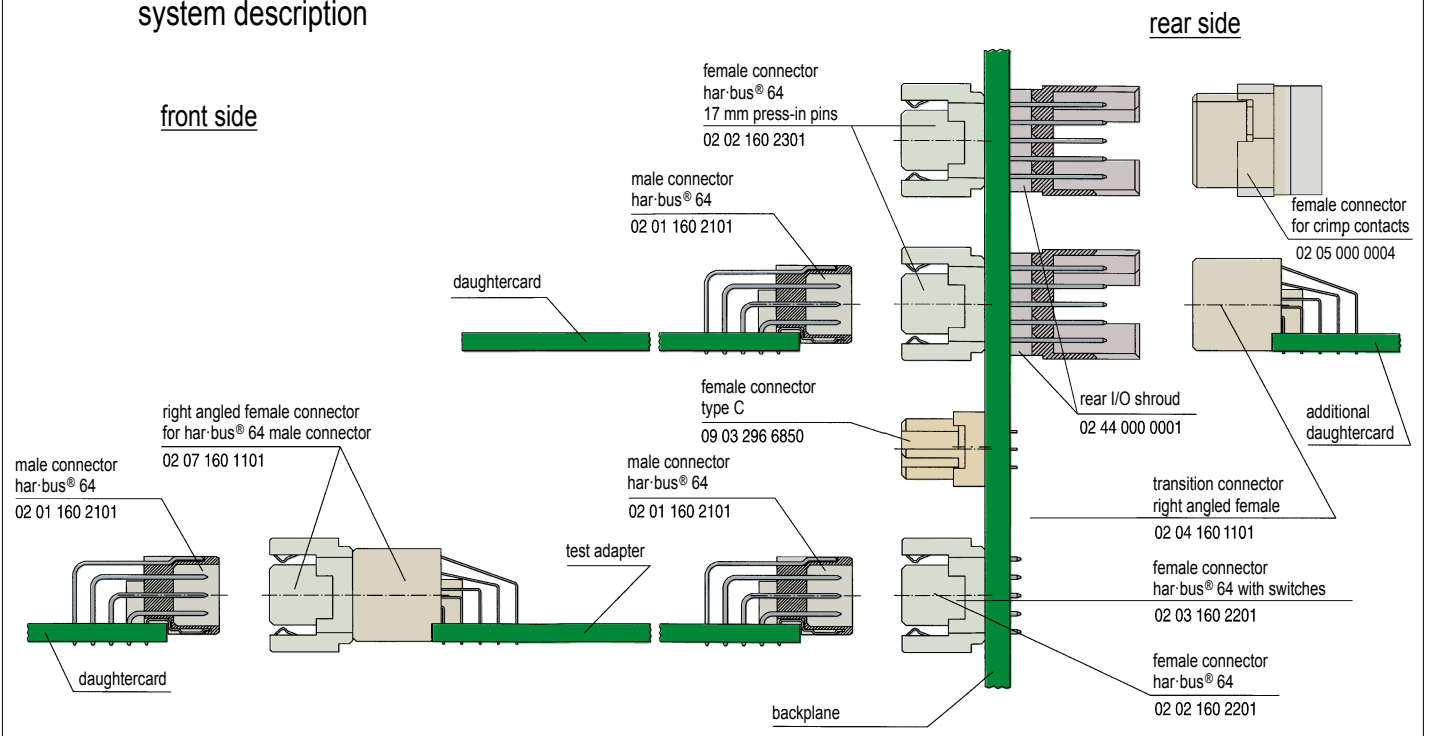 system description
rear side
front side
female connector
har·bus® 64
17 mm press-in pins
02 02 160 2301
male connector
har·bus® 64
02 01 160 2101
daughtercard
female connector
for crimp contacts
02 05 000 0004
rear I/O shroud
02 44 000 0001
additional
daughtercard
female connector
type C
09 03 296 6850
right angled female connector
for har·bus® 64 male connector
02 07 160 1101
male connector
har·bus® 64
02 01 160 2101
male connector
har·bus® 64
02 01 160 2101
test adapter
transition connector
right angled female
02 04 160 1101
female connector
har·bus® 64 with switches
02 03 160 2201
female connector
har·bus® 64
02 02 160 2201
daughtercard
backplane